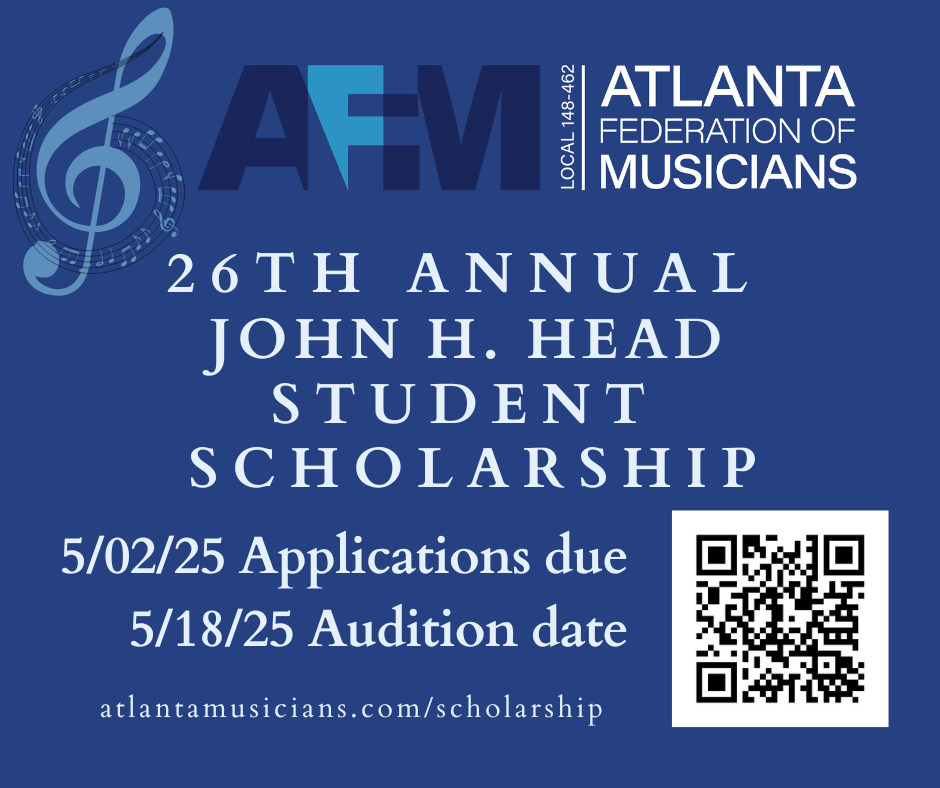 AFM
LOCAL 148-462
ATLANTA
FEDERATION OF
MUSICIANS
26TH ANNUAL
JOHN H. HEAD
STUDENT
SCHOLARSHIP
5/02/25 Applications due
5/18/25 Audition date
atlantamusicians.com/scholarship